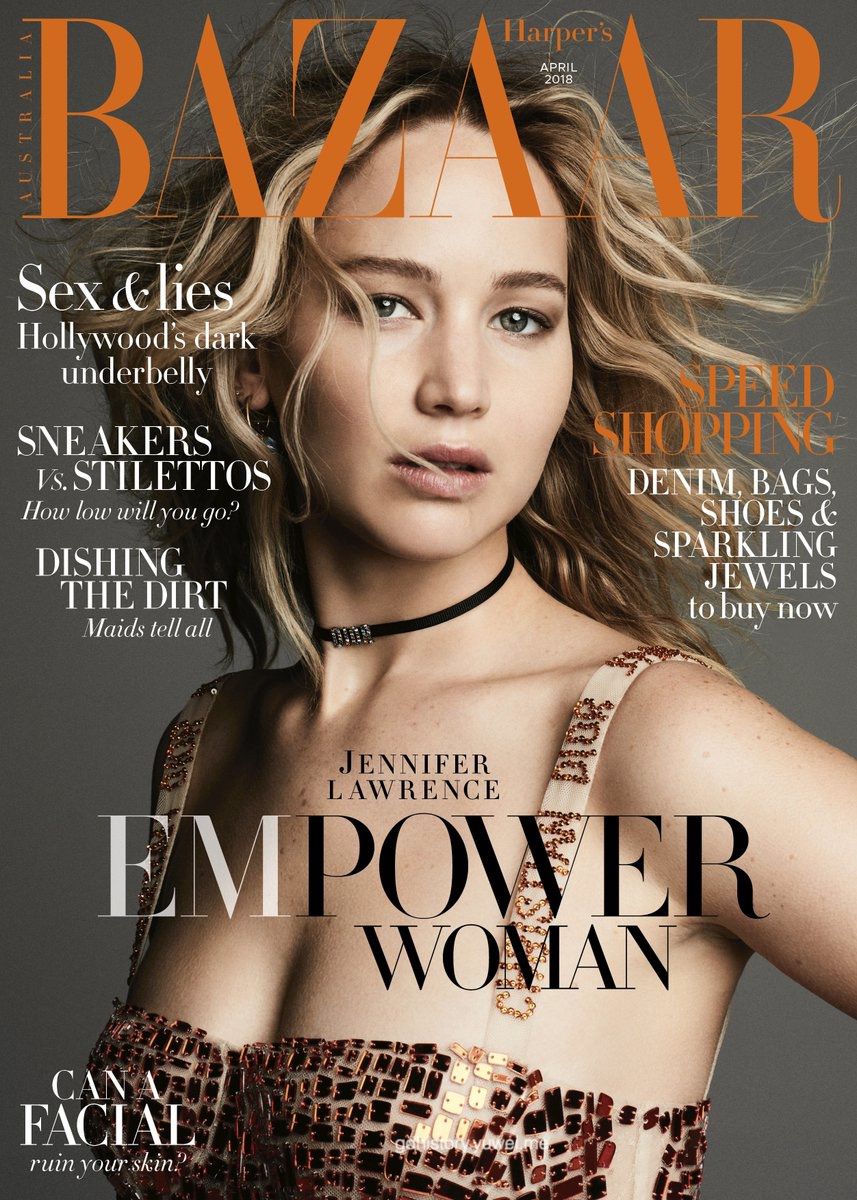 Harper's
BAZAAR
AUSTRALIA
APRIL
2018
Sex & lies
Hollywood's dark
underbelly
SNEAKERS
Vs. STILETTOS
How low will you go?
DISHING
THE DIRT
Maids tell all
SPEED
SHOPPING
DENIM, BAGS,
SHOES &
SPARKLING
JEWELS
to buy now
JENNIFER
LAWRENCE
EMPOWER
WOMAN
CAN A
FACIAL
ruin your skin?